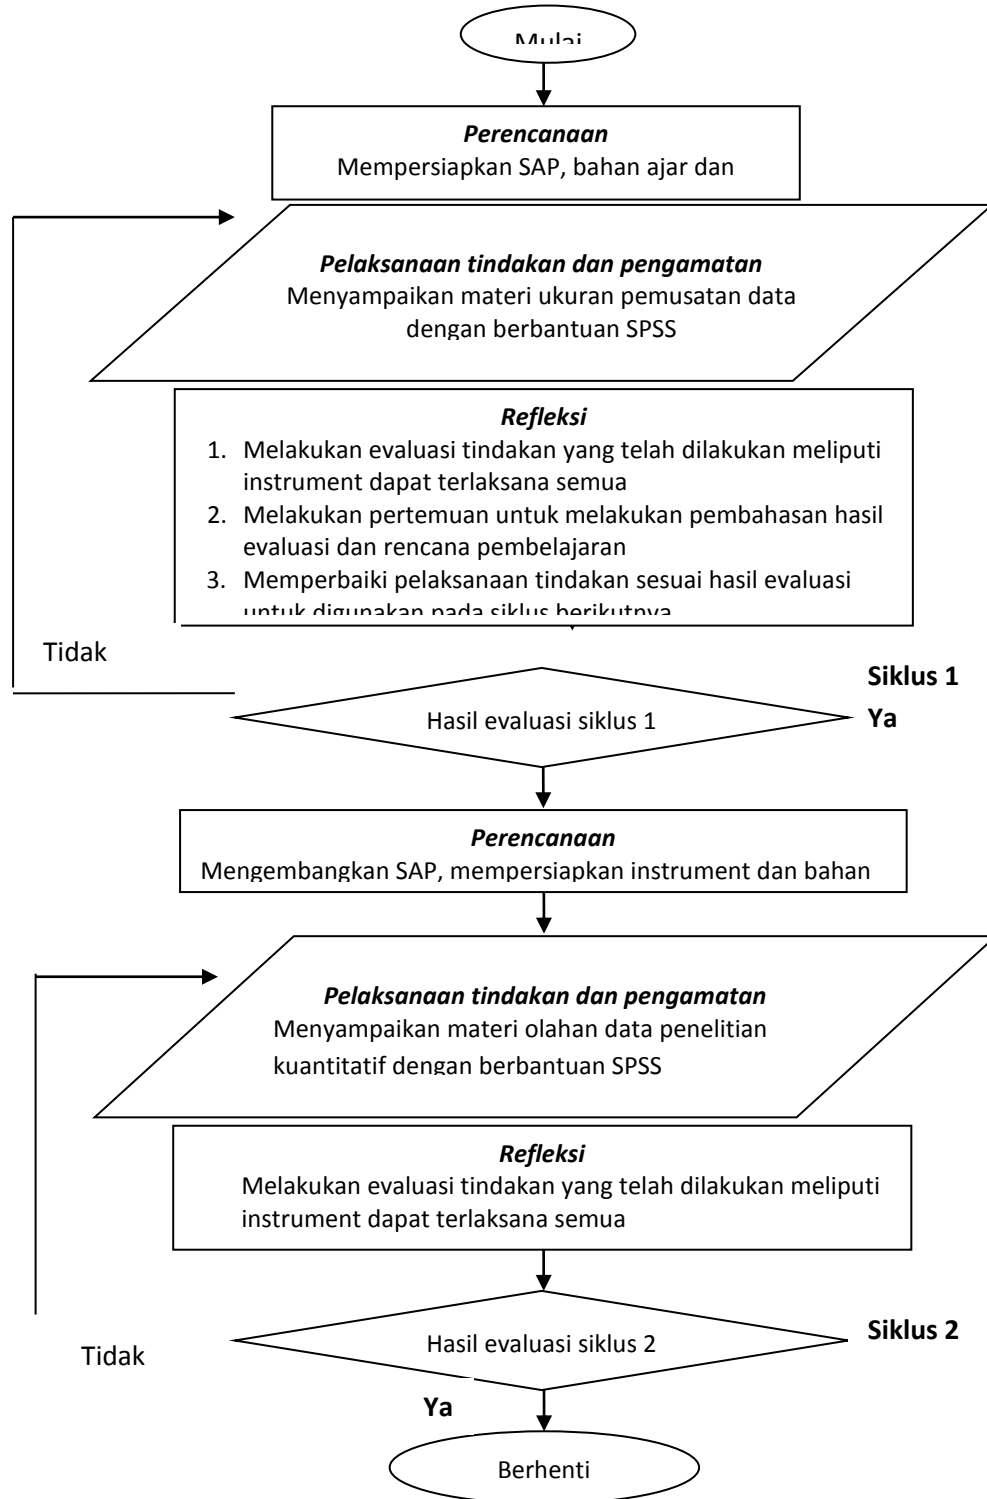 Mulai
Perencanaan
Mempersiapkan SAP, bahan ajar dan
Pelaksanaan tindakan dan pengamatan
Menyampaikan materi ukuran pemusatan data
dengan berbantuan SPSS
Refleksi
1. Melakukan evaluasi tindakan yang telah dilakukan meliputi
instrument dapat terlaksana semua
2. Melakukan pertemuan untuk melakukan pembahasan hasil
evaluasi dan rencana pembelajaran
3. Memperbaiki pelaksanaan tindakan sesuai hasil evaluasi
untuk digunakan pada siklus berikutnya
Tidak
Siklus 1
Hasil evaluasi siklus 1
Ya
Perencanaan
Mengembangkan SAP, mempersiapkan instrument dan bahan
Pelaksanaan tindakan dan pengamatan
Menyampaikan materi olahan data penelitian
kuantitatif dengan berbantuan SPSS
Refleksi
Melakukan evaluasi tindakan yang telah dilakukan meliputi
instrument dapat terlaksana semua
Siklus 2
Hasil evaluasi siklus 2
Tidak
Ya
Berhenti